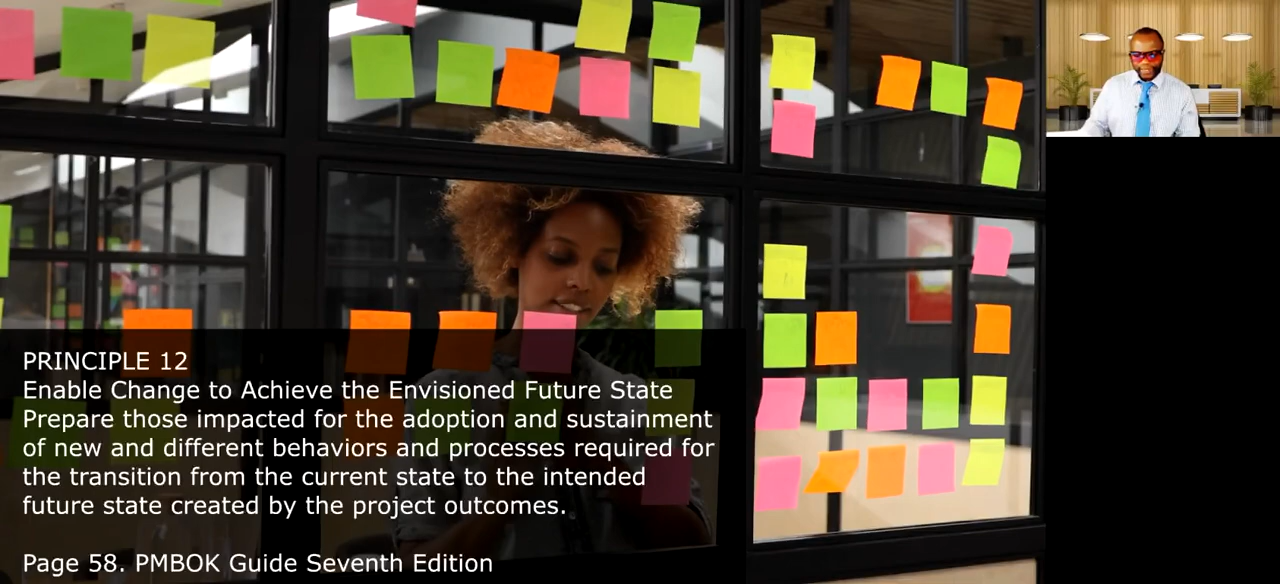 PRINCIPLE 12
Enable Change to Achieve the Envisioned Future State
Prepare those impacted for the adoption and sustainment
of new and different behaviors and processes required for
the transition from the current state to the intended
future state created by the project outcomes.
Page 58. PMBOK Guide Seventh Edition